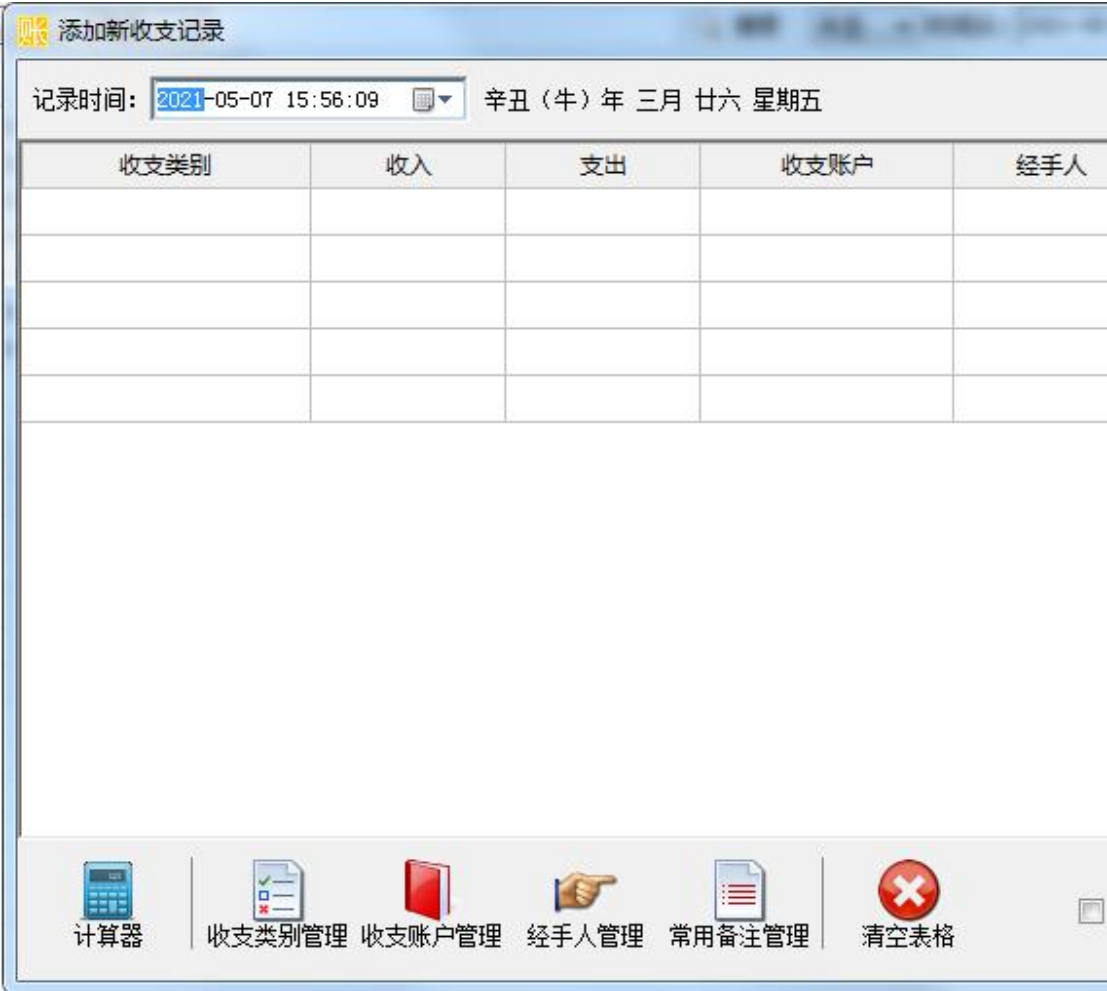 账 添加新收支记录
记录时间: 2021-05-07 15:56:09 辛丑（牛）年 三月 廿六 星期五
收支类别 收入 支出 收支账户 经手人
计算器 收支类别管理 收支账户管理 经手人管理 常用备注管理 清空表格